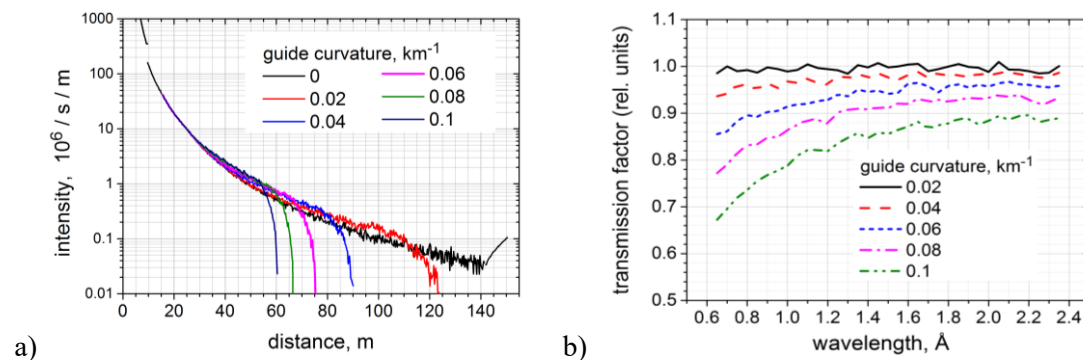 1000
100
10
1
0.1
0.01
intensity, 10⁶ / s / m
guide curvature, km⁻¹
0 0.06
0.02 0.08
0.04 0.1
0 20 40 60 80 100 120 140
distance, m
a)
1.1
1.0
0.9
0.8
0.7
0.6
0.5
transmission factor (rel. units)
guide curvature, km⁻¹
0.02
0.04
0.06
0.08
0.1
0.6 0.8 1.0 1.2 1.4 1.6 1.8 2.0 2.2 2.4
wavelength, Å
b)